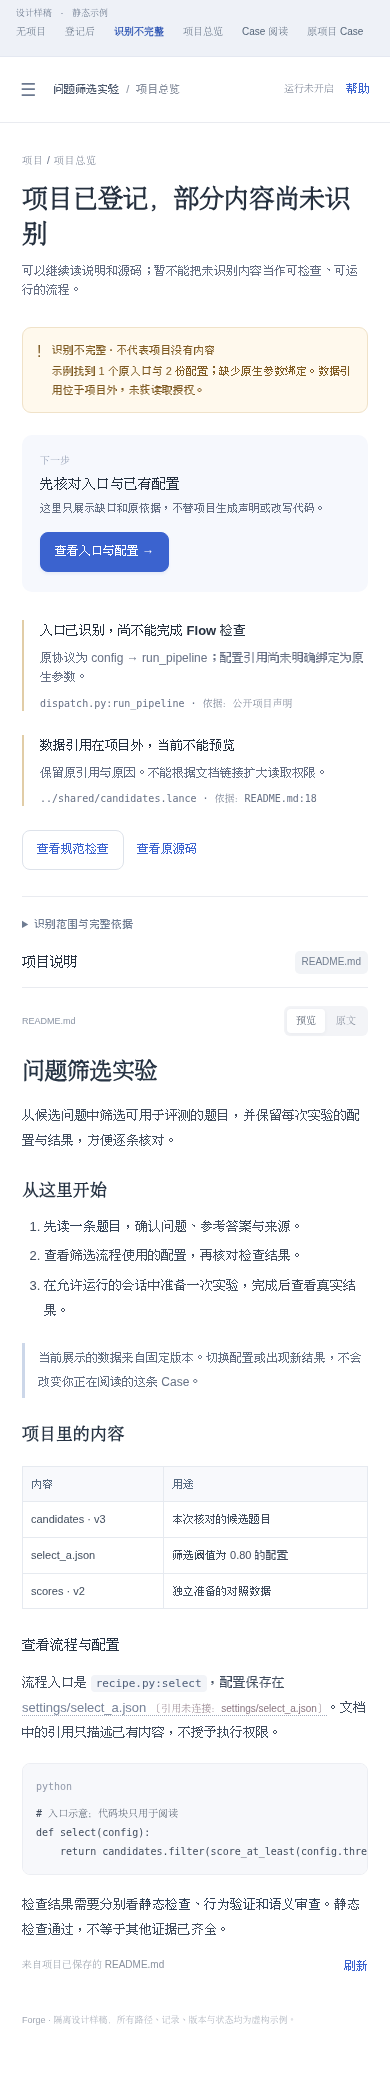 设计样稿 · 静态示例
无项目 登记后 识别不完整 项目总览 Case 阅读 原项目 Case
☰ 问题筛选实验 / 项目总览 运行未开启 帮助
项目 / 项目总览
项目已登记，部分内容尚未识
别
可以继续读说明和源码；暂不能把未识别内容当作可检查、可运
行的流程。
! 识别不完整 · 不代表项目没有内容
示例找到 1 个原入口与 2 份配置；缺少原生参数绑定。数据引
用位于项目外，未获读取授权。
下一步
先核对入口与已有配置
这里只展示缺口和原依据，不替项目生成声明或改写代码。
查看入口与配置 →
入口已识别，尚不能完成 Flow 检查
原协议为 config → run_pipeline；配置引用尚未明确绑定为原
生参数。
dispatch.py:run_pipeline · 依据：公开项目声明
数据引用在项目外，当前不能预览
保留原引用与原因。不能根据文档链接扩大读取权限。
../shared/candidates.lance · 依据：README.md:18
查看规范检查 查看原源码
▶ 识别范围与完整依据
项目说明 README.md
README.md 预览 原文
问题筛选实验
从候选问题中筛选可用于评测的题目，并保留每次实验的配
置与结果，方便逐条核对。
从这里开始
1. 先读一条题目，确认问题、参考答案与来源。
2. 查看筛选流程使用的配置，再核对检查结果。
3. 在允许运行的会话中准备一次实验，完成后查看真实结
果。
当前展示的数据来自固定版本。切换配置或出现新结果，不会
改变你正在阅读的这条 Case。
项目里的内容
内容 用途
candidates · v3 本次核对的候选题目
select_a.json 筛选阈值为 0.80 的配置
scores · v2 独立准备的对照数据
查看流程与配置
流程入口是 recipe.py:select，配置保存在
settings/select_a.json〔引用未连接：settings/select_a.json〕。文档
中的引用只描述已有内容，不授予执行权限。
python
# 入口示意；代码块只用于阅读
def select(config):
return candidates.filter(score_at_least(config.thre
检查结果需要分别看静态检查、行为验证和语义审查。静态
检查通过，不等于其他证据已齐全。
来自项目已保存的 README.md 刷新
Forge · 隔离设计样稿。所有路径、记录、版本与状态均为虚构示例。